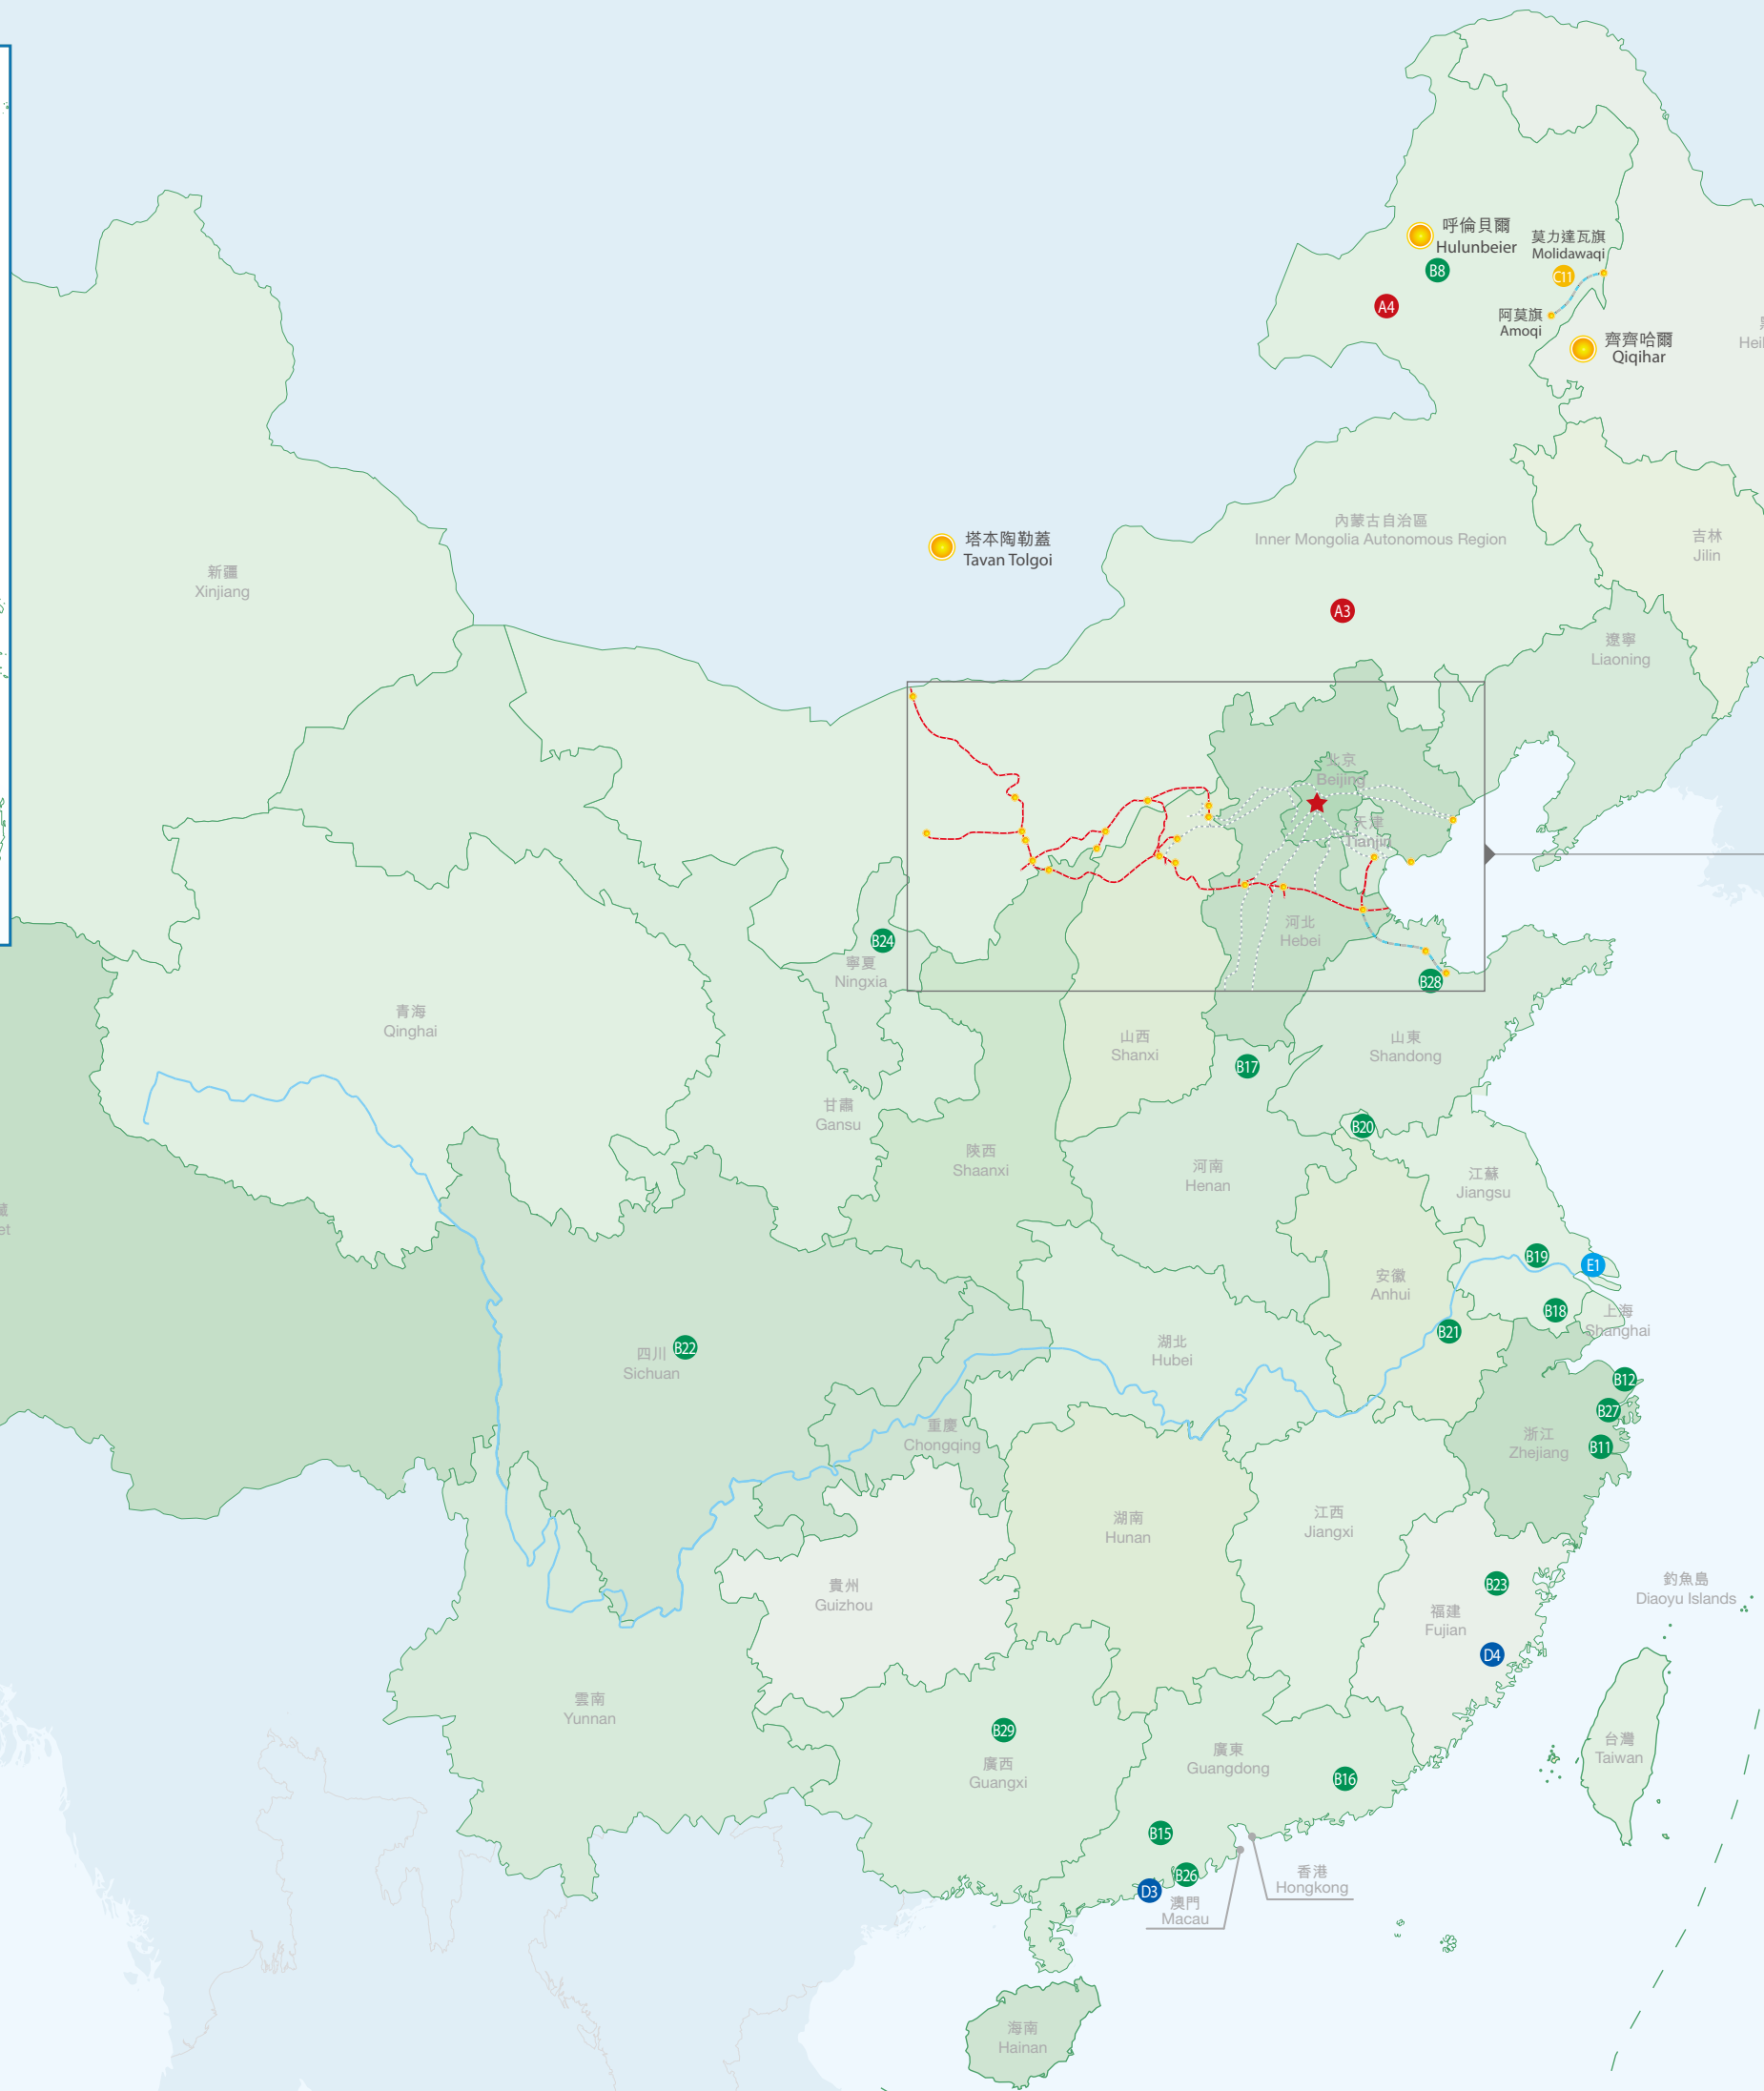 呼倫貝爾
Hulunbeier
莫力達瓦旗
Molidawaqi
B8
C11
A4
阿莫旗
Amoqi
齊齊哈爾
Qiqihar
塔本陶勒蓋
Tavan Tolgoi
內蒙古自治區
Inner Mongolia Autonomous Region
吉林
Jilin
新疆
Xinjiang
A3
遼寧
Liaoning
北京
Beijing
天津
Tianjin
河北
Hebei
B24
寧夏
Ningxia
B28
青海
Qinghai
山西
Shanxi
山東
Shandong
B17
甘肅
Gansu
B20
陝西
Shaanxi
河南
Henan
江蘇
Jiangsu
B19
E1
安徽
Anhui
B18
上海
Shanghai
B21
四川
Sichuan
B22
湖北
Hubei
B12
B27
重慶
Chongqing
浙江
Zhejiang
B11
湖南
Hunan
江西
Jiangxi
貴州
Guizhou
B23
釣魚島
Diaoyu Islands
福建
Fujian
D4
雲南
Yunnan
B29
廣西
Guangxi
廣東
Guangdong
台灣
Taiwan
B16
B15
B26
D3
香港
Hongkong
澳門
Macau
海南
Hainan